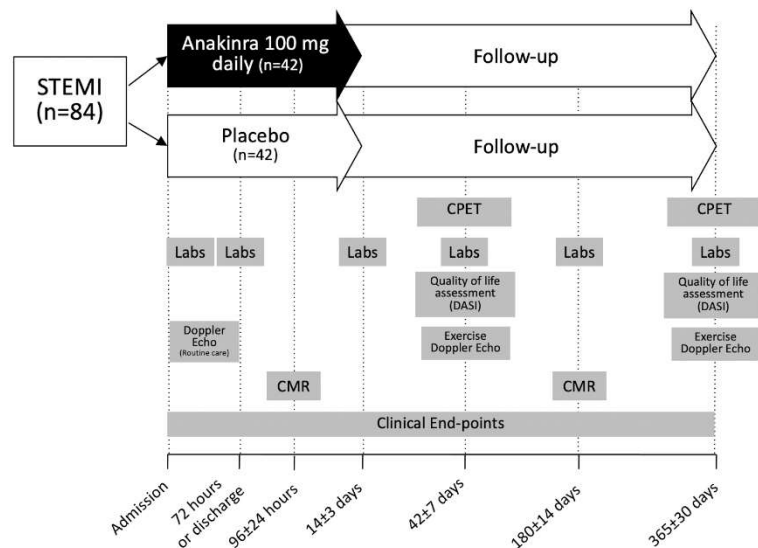 Anakinra 100 mg
daily (n=42)
Follow-up
STEMI
(n=84)
Placebo
(n=42)
Follow-up
CPET
CPET
Labs
Labs
Labs
Labs
Labs
Labs
Quality of life
assessment
(DASI)
Quality of life
assessment
(DASI)
Doppler
Echo
(Routine care)
Exercise
Doppler Echo
Exercise
Doppler Echo
CMR
CMR
Clinical End-points
Admission
72 hours
or discharge
96±24 hours
14±3 days
42±7 days
180±14 days
365±30 days